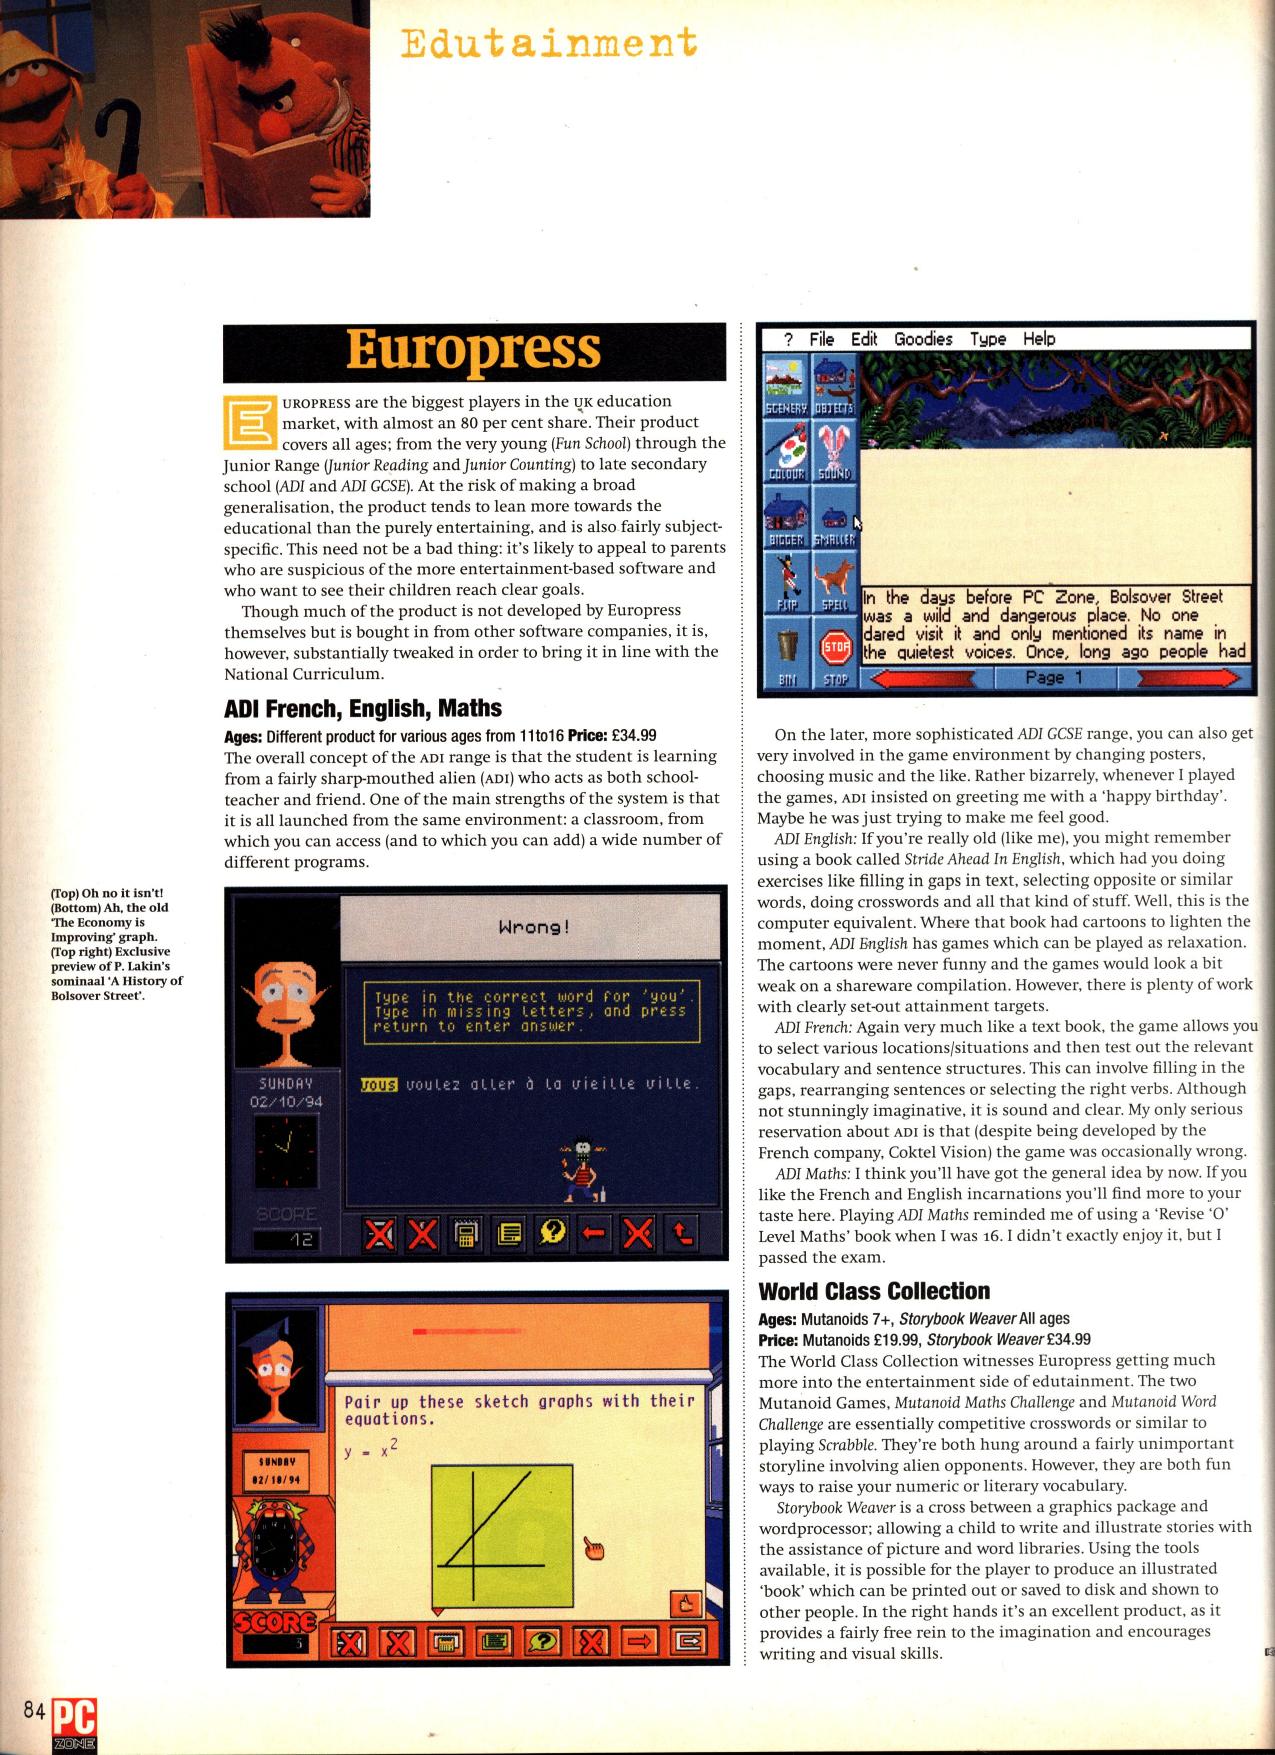 Edutainment
Europress
EUROPRESS are the biggest players in the UK education
market, with almost an 80 per cent share. Their product
covers all ages; from the very young (Fun School) through the
Junior Range (Junior Reading and Junior Counting) to late secondary
school (ADI and ADI GCSE). At the risk of making a broad
generalisation, the product tends to lean more towards the
educational than the purely entertaining, and is also fairly subject-
specific. This need not be a bad thing: it's likely to appeal to parents
who are suspicious of the more entertainment-based software and
who want to see their children reach clear goals.
Though much of the product is not developed by Europress
themselves but is bought in from other software companies, it is,
however, substantially tweaked in order to bring it in line with the
National Curriculum.
ADI French, English, Maths
Ages: Different product for various ages from 11to16 Price: £34.99
The overall concept of the ADI range is that the student is learning
from a fairly sharp-mouthed alien (ADI) who acts as both school-
teacher and friend. One of the main strengths of the system is that
it is all launched from the same environment: a classroom, from
which you can access (and to which you can add) a wide number of
different programs.
(Top) Oh no it isn't!
(Bottom) Ah, the old
'The Economy is
Improving' graph.
(Top right) Exclusive
preview of P. Lakin's
sominaal 'A History of
Bolsover Street'.
Wrong!
Type in the correct word for 'you'.
Type in missing letters, and press
return to enter answer.
vous voulez aller à la vieille ville.
SUNDAY
02/10/94
SCORE
12
Pair up these sketch graphs with their
equations.
y = x2
SUNDAY
02/10/94
SCORE
3
? File Edit Goodies Type Help
SCENERY OBJECTS
COLOUR SOUND
BIGGER SMALLER
FLIP SPELL
STOP
BIN STOP
In the days before PC Zone, Bolsover Street
was a wild and dangerous place. No one
dared visit it and only mentioned its name in
the quietest voices. Once, long ago people had
Page 1
On the later, more sophisticated ADI GCSE range, you can also get
very involved in the game environment by changing posters,
choosing music and the like. Rather bizarrely, whenever I played
the games, ADI insisted on greeting me with a 'happy birthday'.
Maybe he was just trying to make me feel good.
ADI English: If you're really old (like me), you might remember
using a book called Stride Ahead In English, which had you doing
exercises like filling in gaps in text, selecting opposite or similar
words, doing crosswords and all that kind of stuff. Well, this is the
computer equivalent. Where that book had cartoons to lighten the
moment, ADI English has games which can be played as relaxation.
The cartoons were never funny and the games would look a bit
weak on a shareware compilation. However, there is plenty of work
with clearly set-out attainment targets.
ADI French: Again very much like a text book, the game allows you
to select various locations/situations and then test out the relevant
vocabulary and sentence structures. This can involve filling in the
gaps, rearranging sentences or selecting the right verbs. Although
not stunningly imaginative, it is sound and clear. My only serious
reservation about ADI is that (despite being developed by the
French company, Coktel Vision) the game was occasionally wrong.
ADI Maths: I think you'll have got the general idea by now. If you
like the French and English incarnations you'll find more to your
taste here. Playing ADI Maths reminded me of using a 'Revise 'O'
Level Maths' book when I was 16. I didn't exactly enjoy it, but I
passed the exam.
World Class Collection
Ages: Mutanoids 7+, Storybook Weaver All ages
Price: Mutanoids £19.99, Storybook Weaver £34.99
The World Class Collection witnesses Europress getting much
more into the entertainment side of edutainment. The two
Mutanoid Games, Mutanoid Maths Challenge and Mutanoid Word
Challenge are essentially competitive crosswords or similar to
playing Scrabble. They're both hung around a fairly unimportant
storyline involving alien opponents. However, they are both fun
ways to raise your numeric or literary vocabulary.
Storybook Weaver is a cross between a graphics package and
wordprocessor; allowing a child to write and illustrate stories with
the assistance of picture and word libraries. Using the tools
available, it is possible for the player to produce an illustrated
'book' which can be printed out or saved to disk and shown to
other people. In the right hands it's an excellent product, as it
provides a fairly free rein to the imagination and encourages
writing and visual skills.
84 PC
ZONE